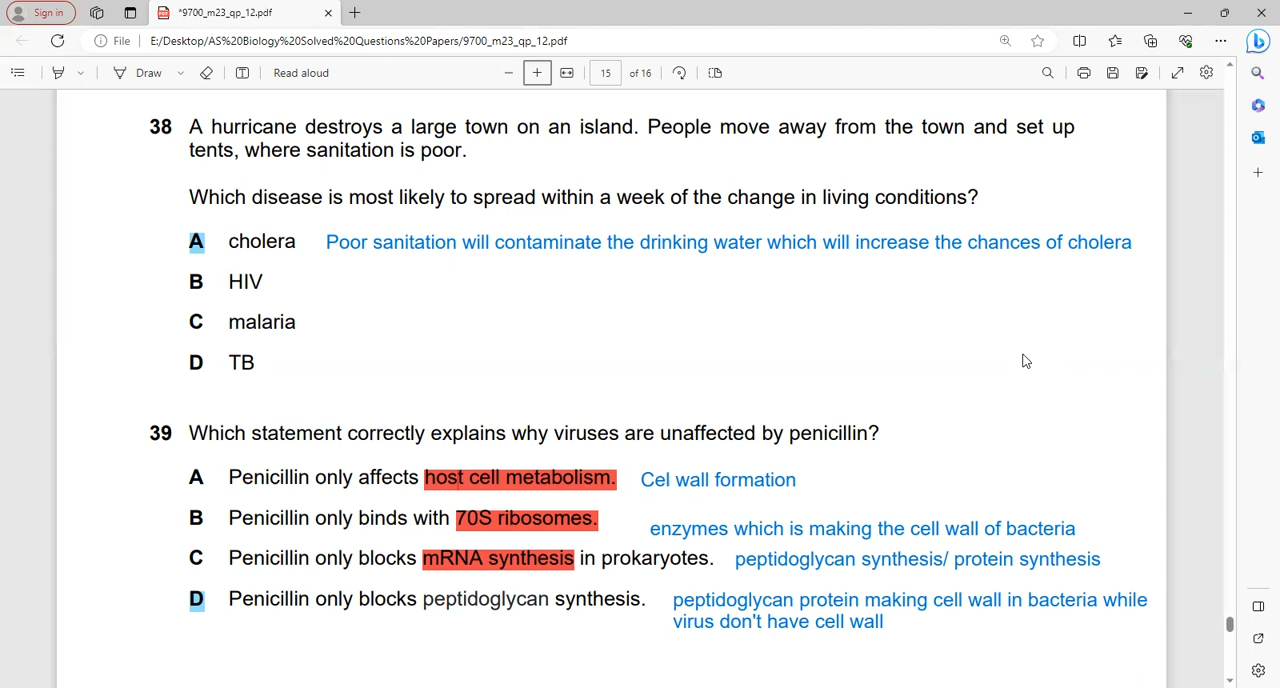 Sign in
*9700_m23_qp_12.pdf
File
E:/Desktop/AS%20Biology%20Solved%20Questions%20Papers/9700_m23_qp_12.pdf
Draw
Read aloud
15 of 16
38 A hurricane destroys a large town on an island. People move away from the town and set up
tents, where sanitation is poor.
Which disease is most likely to spread within a week of the change in living conditions?
A cholera Poor sanitation will contaminate the drinking water which will increase the chances of cholera
B HIV
C malaria
D TB
39 Which statement correctly explains why viruses are unaffected by penicillin?
A Penicillin only affects host cell metabolism. Cel wall formation
B Penicillin only binds with 70S ribosomes. enzymes which is making the cell wall of bacteria
C Penicillin only blocks mRNA synthesis in prokaryotes. peptidoglycan synthesis/ protein synthesis
D Penicillin only blocks peptidoglycan synthesis. peptidoglycan protein making cell wall in bacteria while
virus don't have cell wall